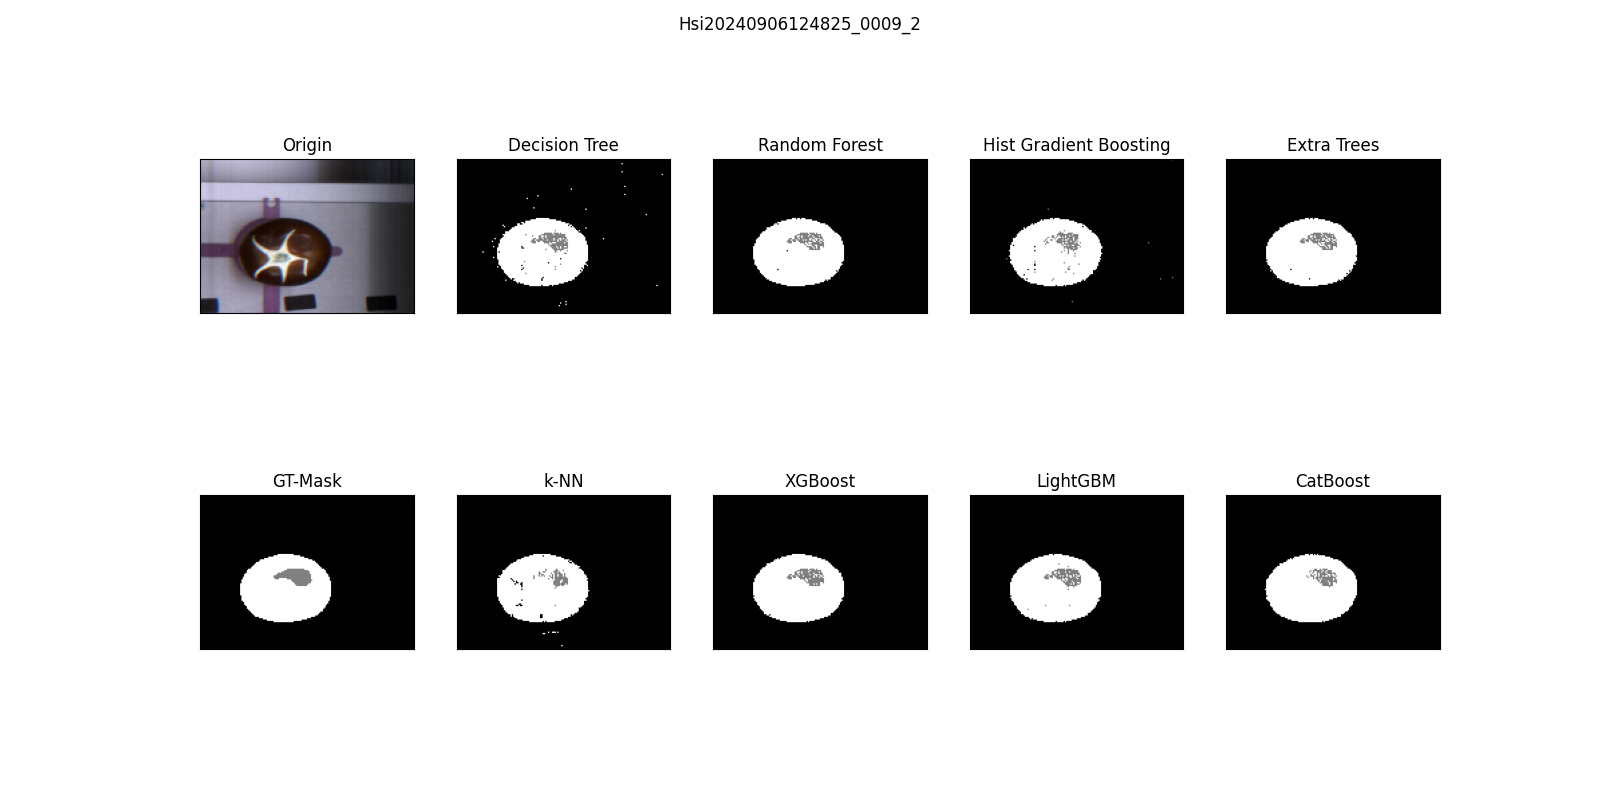 Hsi20240906124825_0009_2
Origin
Decision Tree
Random Forest
Hist Gradient Boosting
Extra Trees
GT-Mask
k-NN
XGBoost
LightGBM
CatBoost